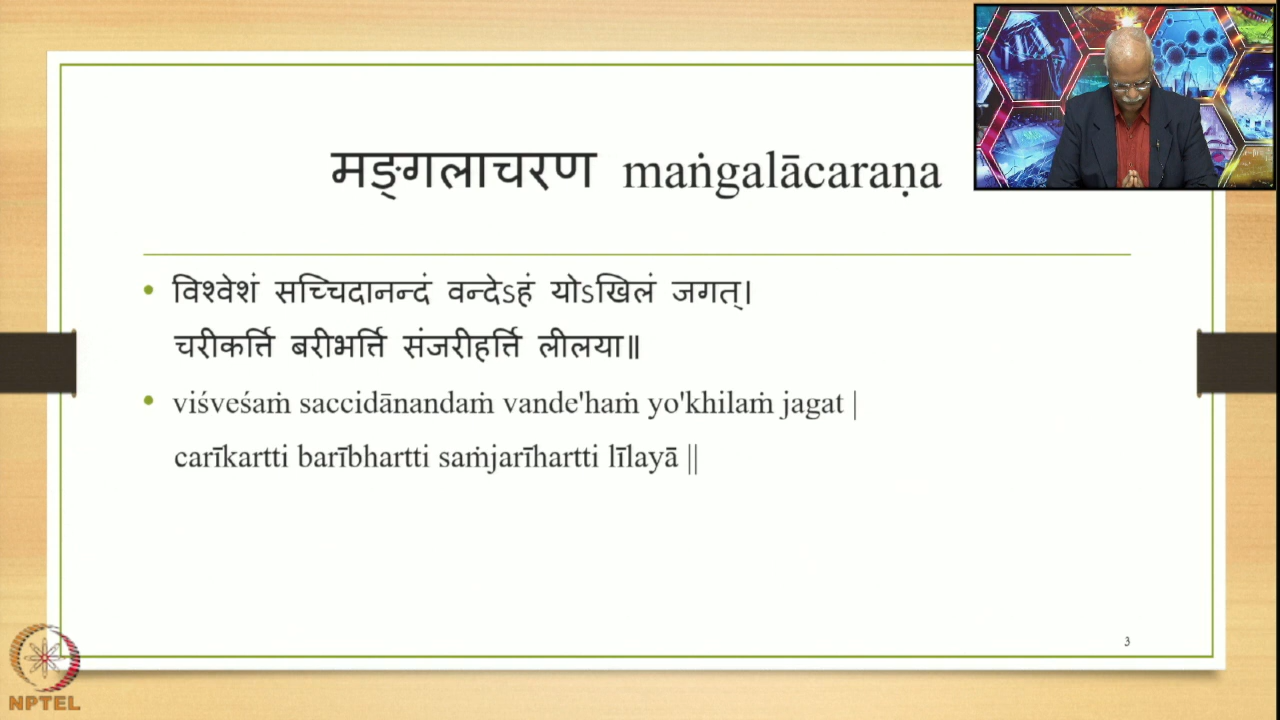 मङ्गलाचरण maṅgalācaraṇa
• विश्वेशं सच्चिदानन्दं वन्देऽहं योऽखिलं जगत्।
चरीकर्त्ति बरीभर्त्ति संजरीहर्त्ति लीलया॥
• viśveśaṁ saccidānandaṁ vande'haṁ yo'khilaṁ jagat |
carīkartti barībhartti saṁjarīhartti līlayā ||
3
NPTEL